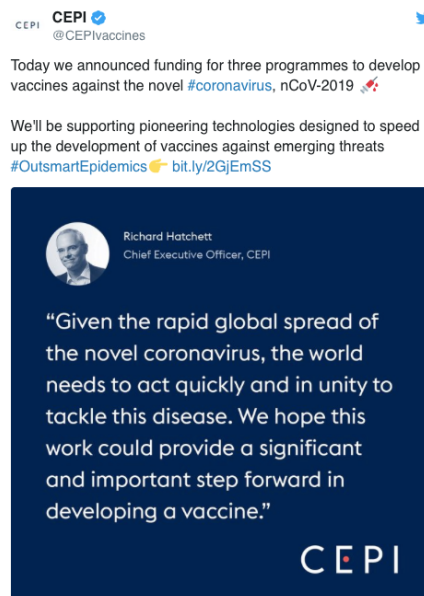 CEPI
CEPI
@CEPIvaccines
Today we announced funding for three programmes to develop
vaccines against the novel #coronavirus, nCoV-2019
We'll be supporting pioneering technologies designed to speed
up the development of vaccines against emerging threats
#OutsmartEpidemics bit.ly/2GjEmSS
Richard Hatchett
Chief Executive Officer, CEPI
“Given the rapid global spread of
the novel coronavirus, the world
needs to act quickly and in unity to
tackle this disease. We hope this
work could provide a significant
and important step forward in
developing a vaccine.”
CEPI